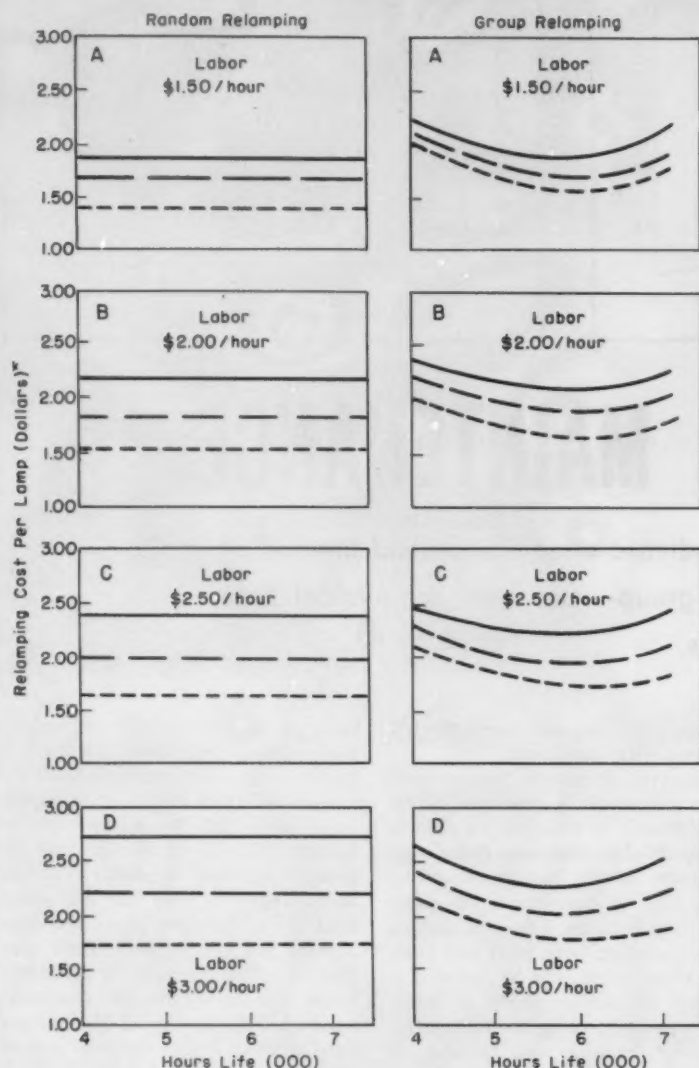 Random Relamping
Group Relamping
3.00
2.50
2.00
1.50
1.00
A
Labor
$1.50/hour
A
Labor
$1.50/hour
3.00
2.50
2.00
1.50
1.00
B
Labor
$2.00/hour
B
Labor
$2.00/hour
Relamping Cost Per Lamp (Dollars)*
3.00
2.50
2.00
1.50
1.00
C
Labor
$2.50/hour
C
Labor
$2.50/hour
3.00
2.50
2.00
1.50
1.00
D
Labor
$3.00/hour
D
Labor
$3.00/hour
4 5 6 7
Hours Life (000)
4 5 6 7
Hours Life (000)